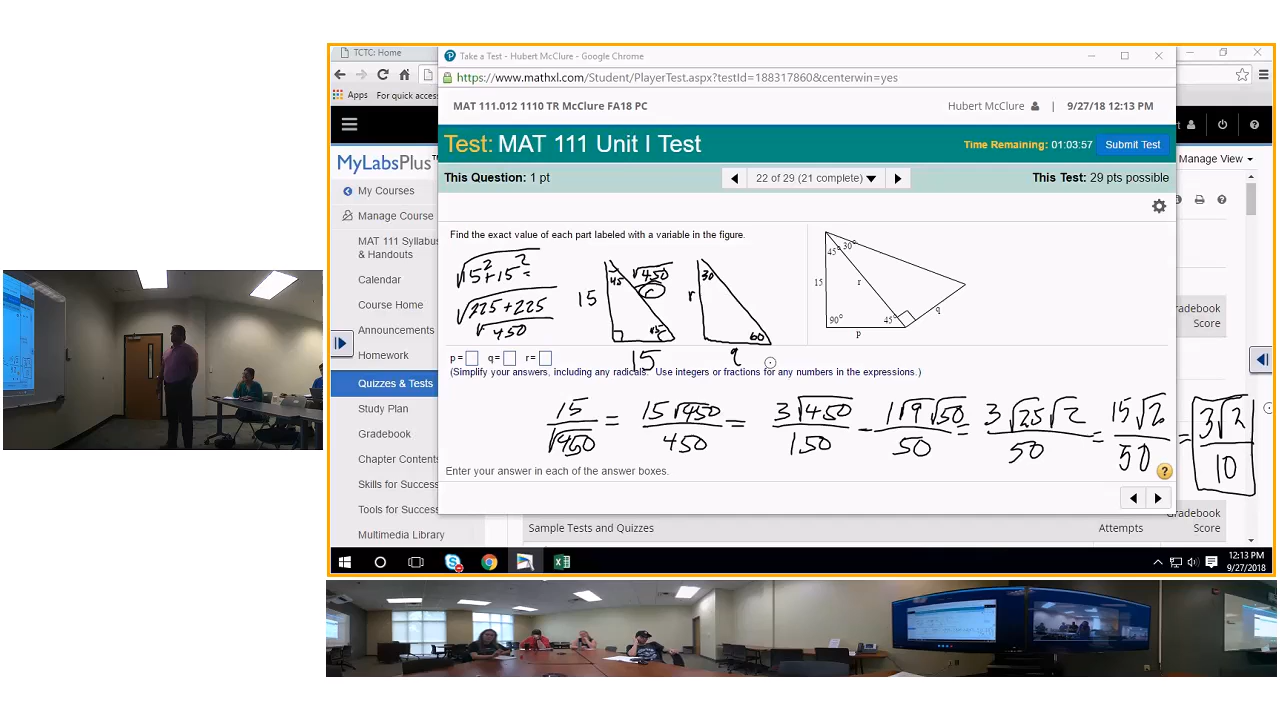 TCTC: Home
Take a Test - Hubert McClure - Google Chrome
https://www.mathxl.com/Student/PlayerTest.aspx?testId=188317860&centerwin=yes
Apps For quick access
MAT 111.012 1110 TR McClure FA18 PC
Hubert McClure 9/27/18 12:13 PM
Test: MAT 111 Unit I Test
Time Remaining: 01:03:57
Submit Test
MyLabsPlus
Manage View
This Question: 1 pt
22 of 29 (21 complete)
This Test: 29 pts possible
My Courses
Manage Course
MAT 111 Syllabus
& Handouts
Calendar
Course Home
Announcements
Homework
Quizzes & Tests
Study Plan
Gradebook
Chapter Contents
Skills for Success
Tools for Success
Multimedia Library
Find the exact value of each part labeled with a variable in the figure.
√15²+15² =
√225+225
√450
15
45
√450
c
45
15
30
r
60
q
45° 30°
15
r
90°
45°
q
p
p= q= r=
(Simplify your answers, including any radicals. Use integers or fractions for any numbers in the expressions.)
15/√450 = 15√450/450 = 3√450/150 - 1√9√50/50 = 3√25√2/50 = 15√2/50 = 3√2/10
Enter your answer in each of the answer boxes.
Gradebook
Score
Gradebook
Score
Sample Tests and Quizzes
Attempts
12:13 PM
9/27/2018